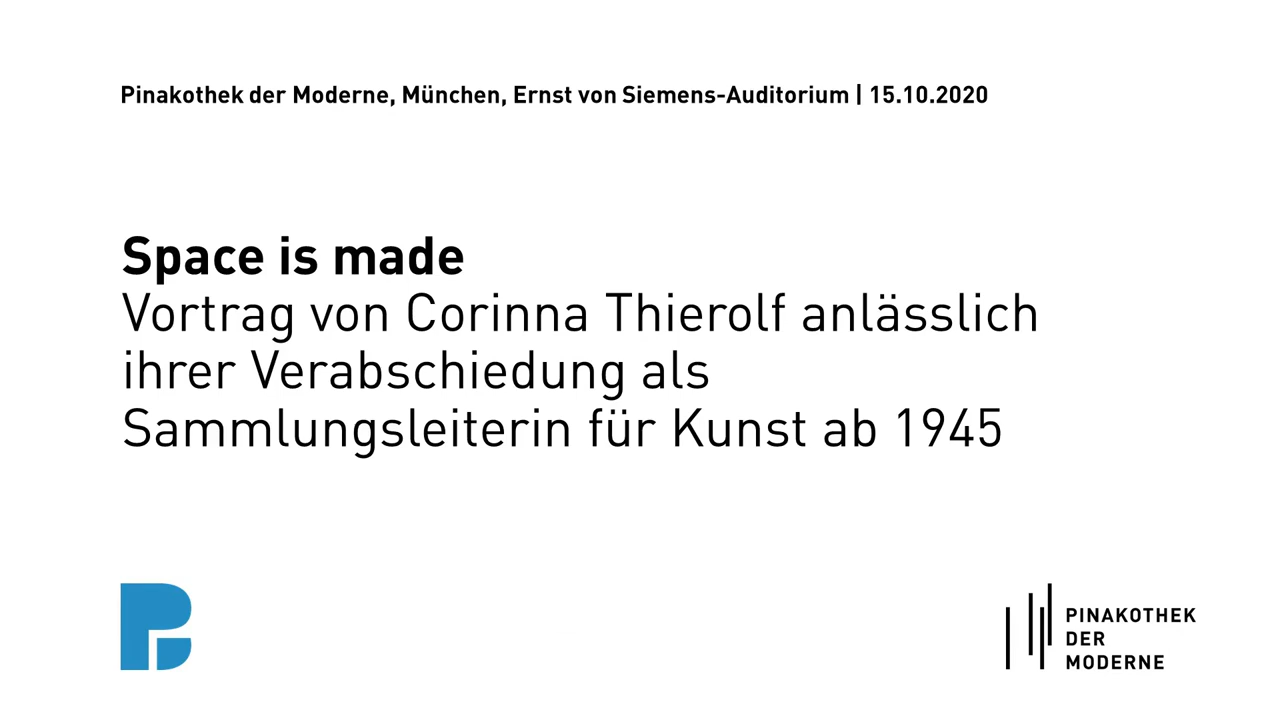 Pinakothek der Moderne, München, Ernst von Siemens-Auditorium | 15.10.2020
Space is made
Vortrag von Corinna Thierolf anlässlich
ihrer Verabschiedung als
Sammlungsleiterin für Kunst ab 1945
PINAKOTHEK
DER
MODERNE